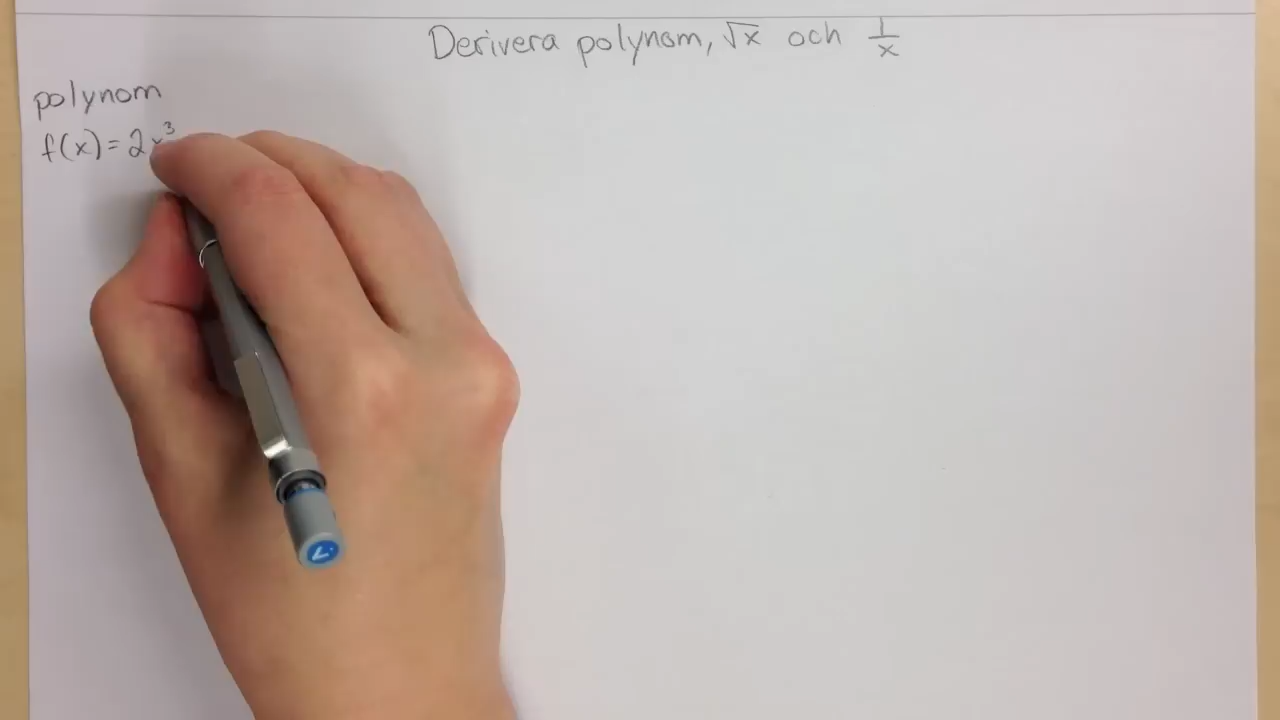 Derivera polynom, √x och 1/x
polynom
f(x) = 2x³